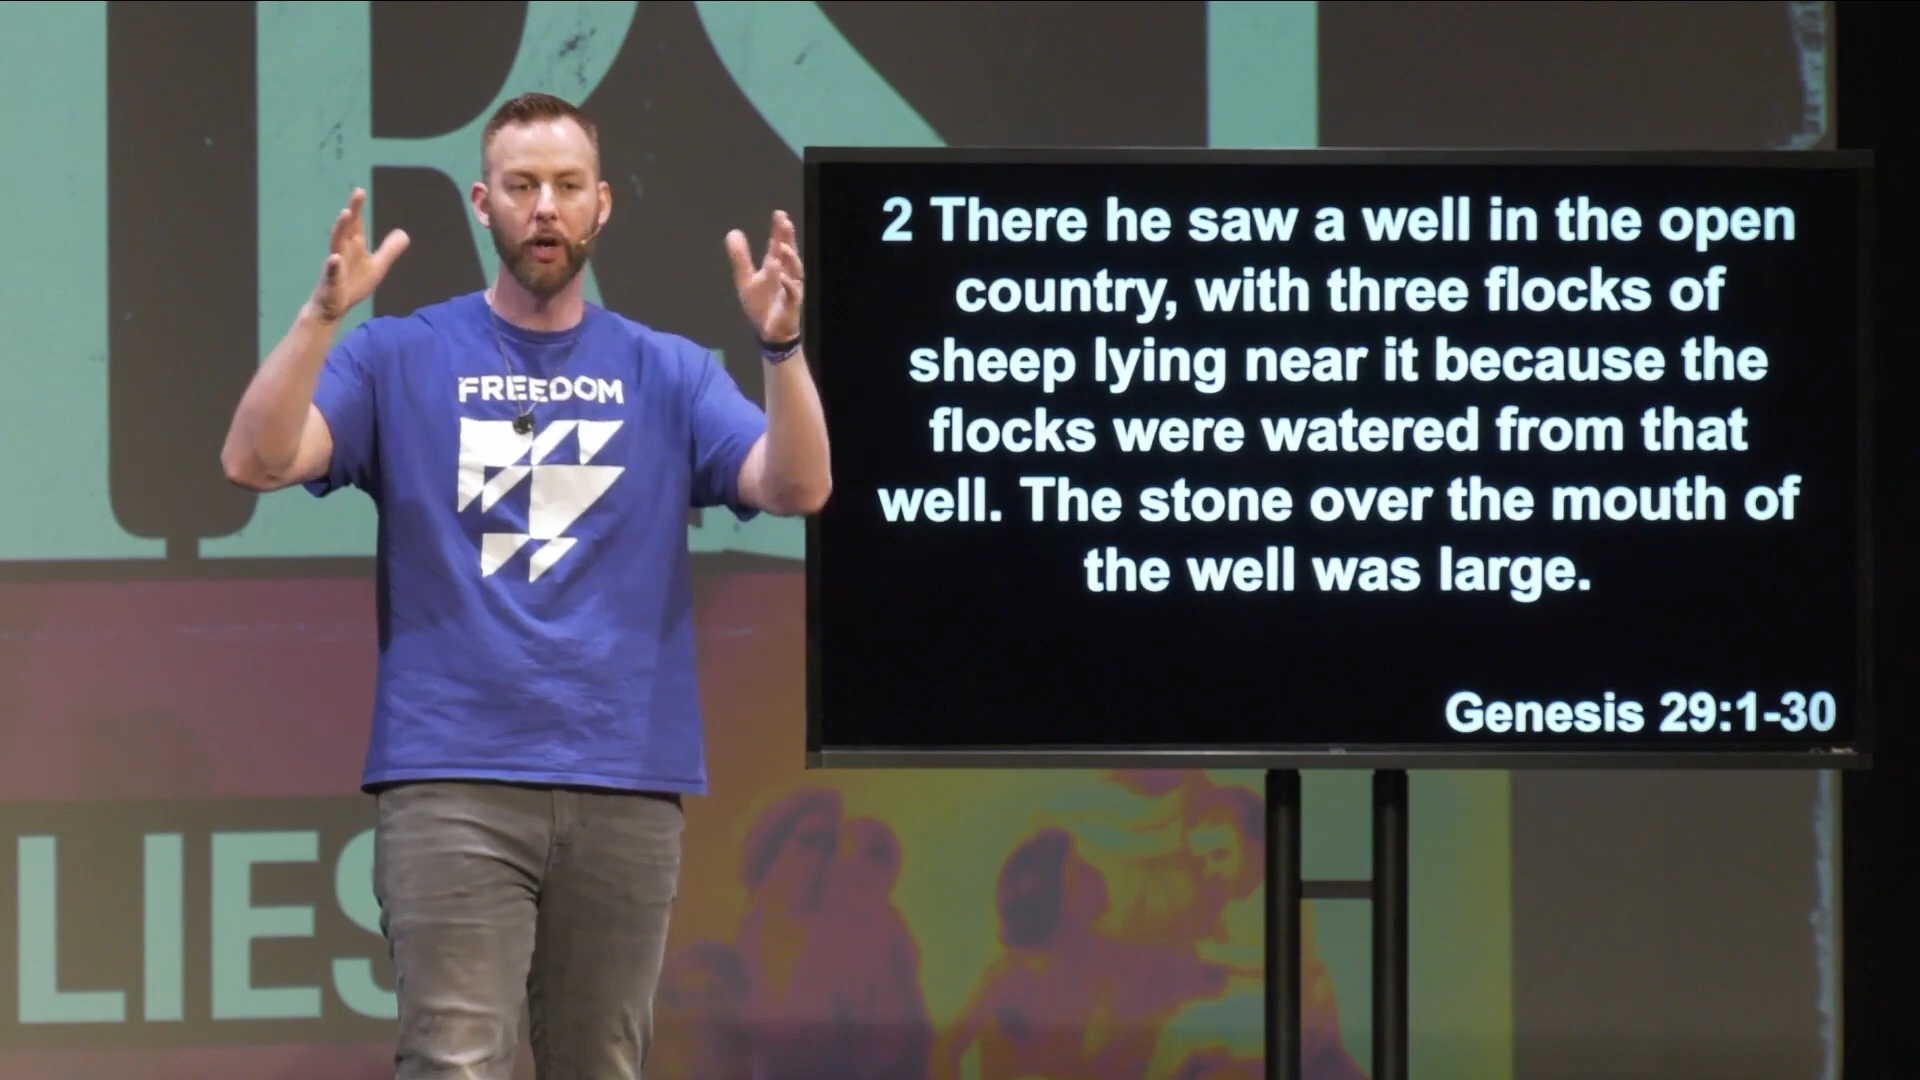 FREEDOM
2 There he saw a well in the open
country, with three flocks of
sheep lying near it because the
flocks were watered from that
well. The stone over the mouth of
the well was large.
Genesis 29:1-30
LIES